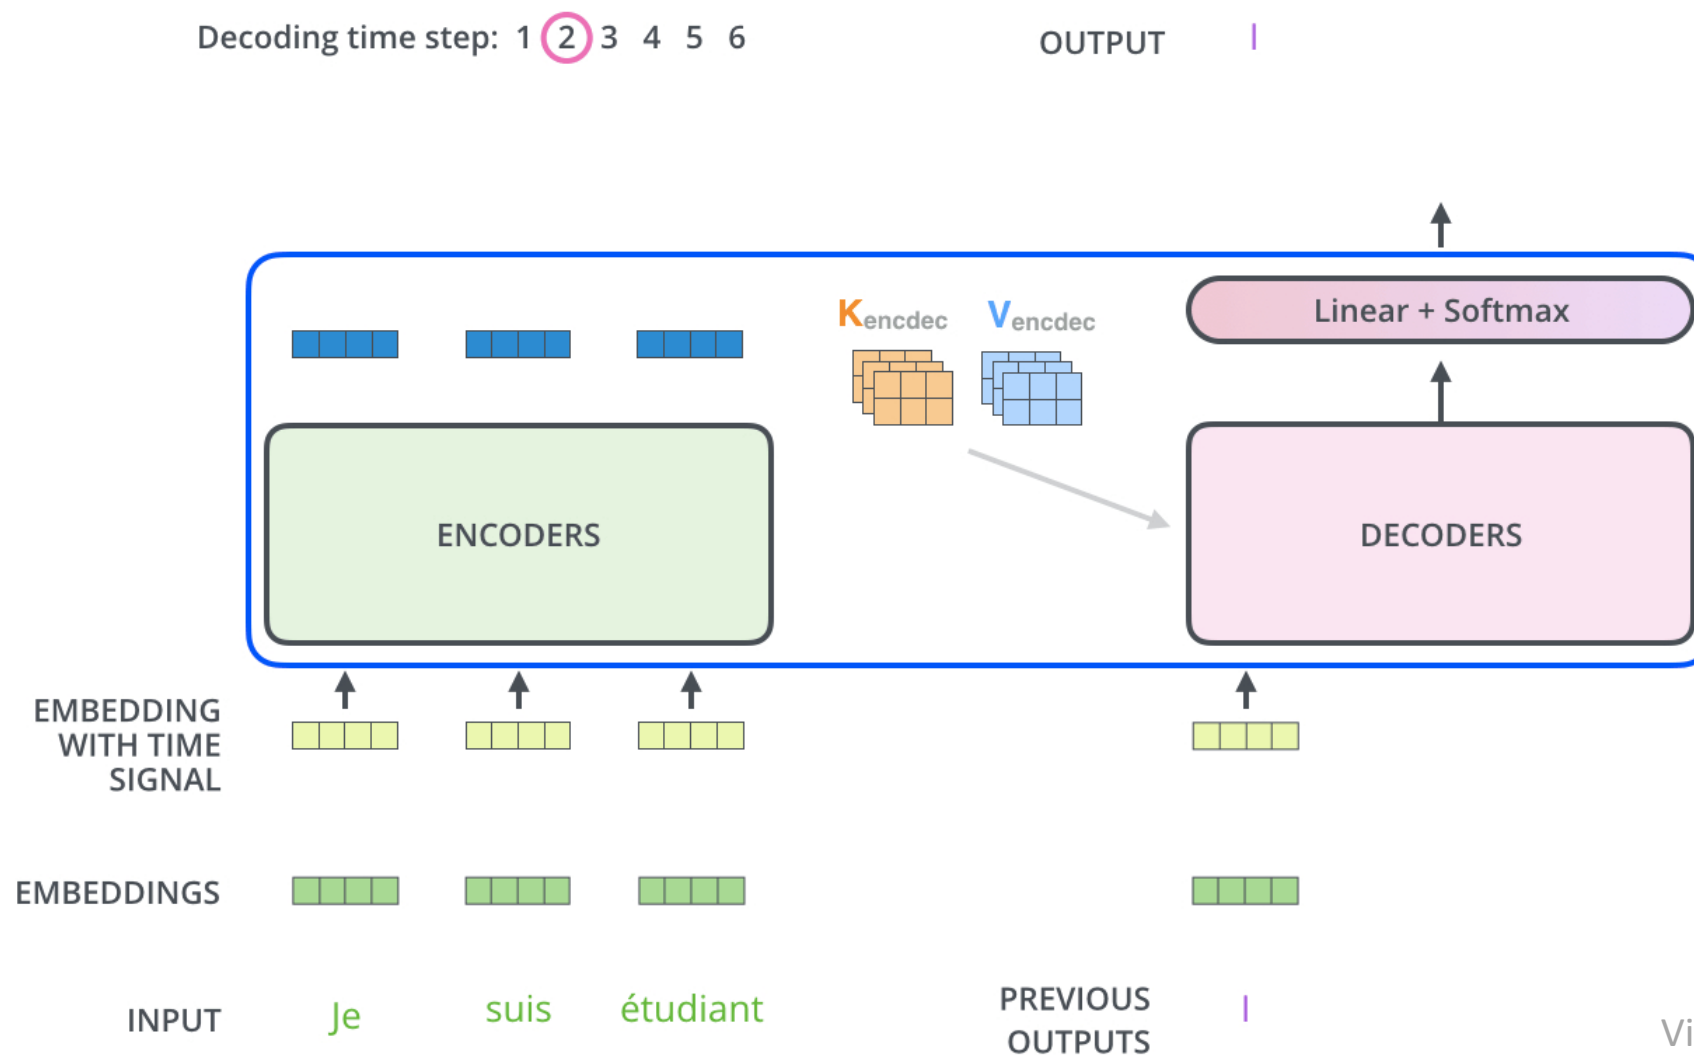 Decoding time step: 1 2 3 4 5 6
OUTPUT I
Kencdec Vencdec
Linear + Softmax
ENCODERS
DECODERS
EMBEDDING
WITH TIME
SIGNAL
EMBEDDINGS
INPUT Je suis étudiant
PREVIOUS
OUTPUTS
I
Vi